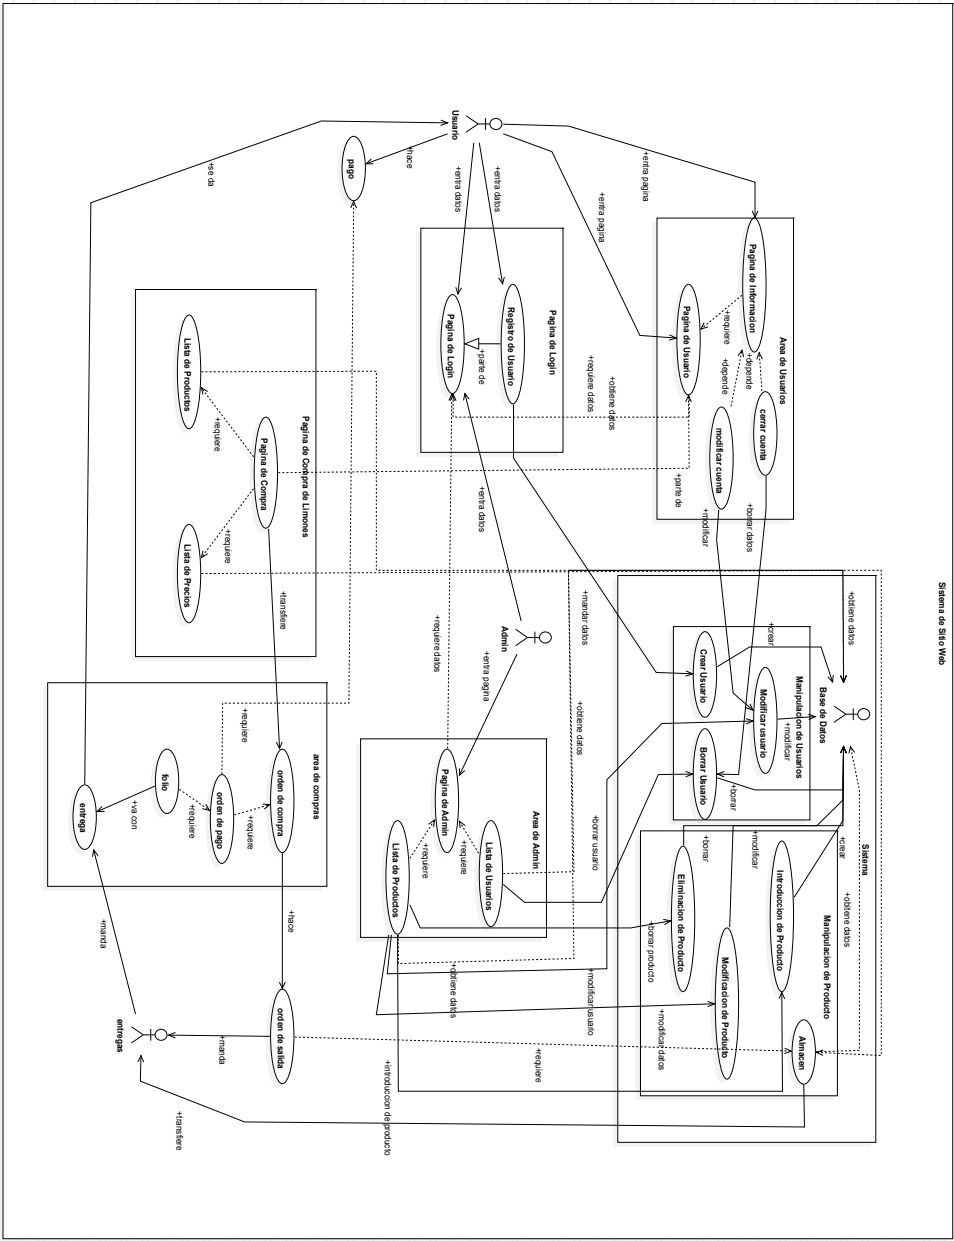 Sistema de Sitio Web
Usuario
+entra pagina
+entra pagina
+entra datos
+entra datos
+hace
pago
+se da
Area de Usuarios
Pagina de Informacion
Pagina de Usuario
+requiere
+depende
+depende
cerrar cuenta
modificar cuenta
+borrar datos
+modificar
+parte de
Pagina de Login
Registro de Usuario
Pagina de Login
+parte de
+obtiene datos
+requiere datos
+entra datos
Pagina de Compra de Limones
Lista de Productos
Pagina de Compra
Lista de Precios
+requiere
+requiere
+transfiere
Admin
+entra pagina
+requiere datos
+mandar datos
+obtiene datos
Sistema
+obtiene datos
Base de Datos
Manipulacion de Usuarios
Crear Usuario
Modificar usuario
Borrar Usuario
+crear
+modificar
+borrar
Manipulacion de Producto
Introduccion de Producto
Eliminacion de Producto
Modificacion de Producto
Almacen
+crear
+modificar
+borrar
+obitene datos
Area de Admin
Pagina de Admin
Lista de Usuarios
Lista de Productos
+requiere
+requiere
+borrar usuario
+borrar producto
+modificar usuario
+modificar datos
+obtiene datos
+introduccion de producto
+requiere
area de compras
orden de compra
orden de pago
folio
entrega
+requiere
+requiere
+requiere
+va con
+hace
orden de salida
+manda
entregas
+manda
+transfiere